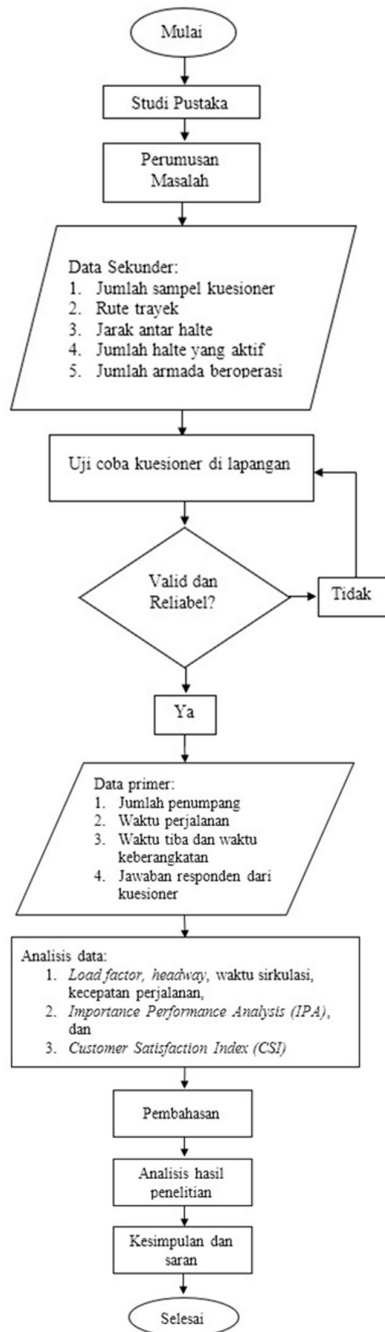 Mulai
Studi Pustaka
Perumusan
Masalah
Data Sekunder:
1. Jumlah sampel kuesioner
2. Rute trayek
3. Jarak antar halte
4. Jumlah halte yang aktif
5. Jumlah armada beroperasi
Uji coba kuesioner di lapangan
Valid dan
Reliabel?
Tidak
Ya
Data primer:
1. Jumlah penumpang
2. Waktu perjalanan
3. Waktu tiba dan waktu
keberangkatan
4. Jawaban responden dari
kuesioner
Analisis data:
1. Load factor, headway, waktu sirkulasi,
kecepatan perjalanan,
2. Importance Performance Analysis (IPA),
dan
3. Customer Satisfaction Index (CSI)
Pembahasan
Analisis hasil
penelitian
Kesimpulan dan
saran
Selesai